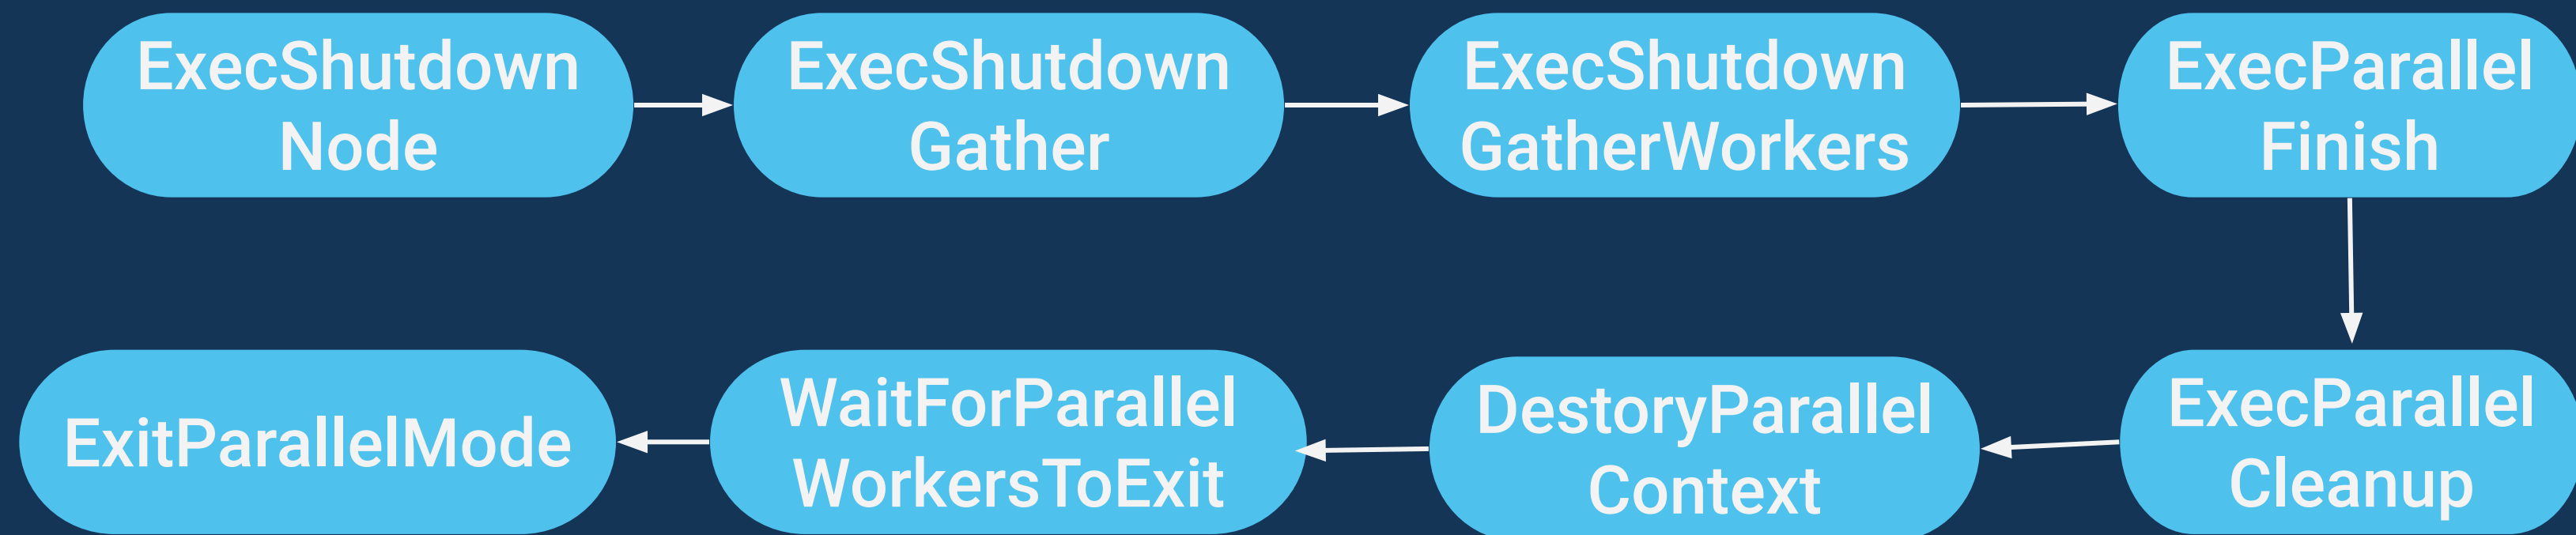 ExecShutdown
Node
ExecShutdown
Gather
ExecShutdown
GatherWorkers
ExecParallel
Finish
ExecParallel
Cleanup
DestoryParallel
Context
WaitForParallel
WorkersToExit
ExitParallelMode